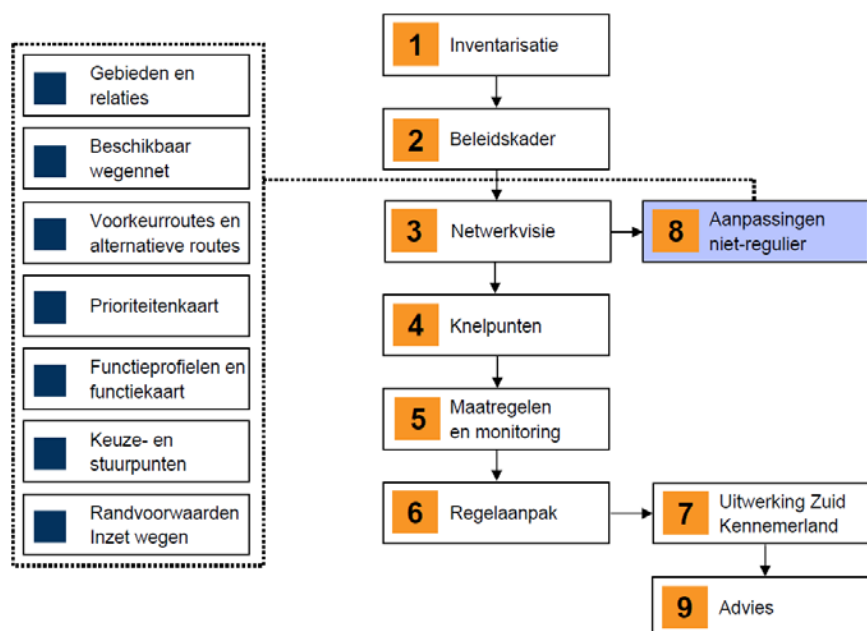 Gebieden en
relaties
Beschikbaar
wegennet
Voorkeurroutes en
alternatieve routes
Prioriteitenkaart
Functieprofielen en
functiekaart
Keuze- en
stuurpunten
Randvoorwaarden
Inzet wegen
1 Inventarisatie
2 Beleidskader
3 Netwerkvisie
8 Aanpassingen
niet-regulier
4 Knelpunten
5 Maatregelen
en monitoring
6 Regelaanpak
7 Uitwerking Zuid
Kennemerland
9 Advies